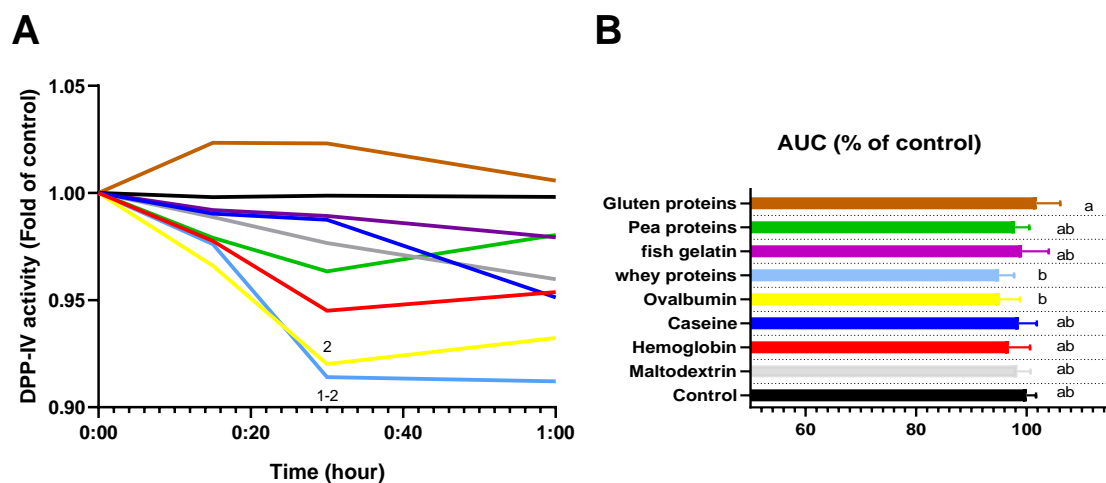 A
DPP-IV activity (Fold of control)
1.05
1.00
0.95
0.90
2
1-2
0:00 0:20 0:40 1:00
Time (hour)
B
AUC (% of control)
Gluten proteins a
Pea proteins ab
fish gelatin ab
whey proteins b
Ovalbumin b
Caseine ab
Hemoglobin ab
Maltodextrin ab
Control ab
60 80 100